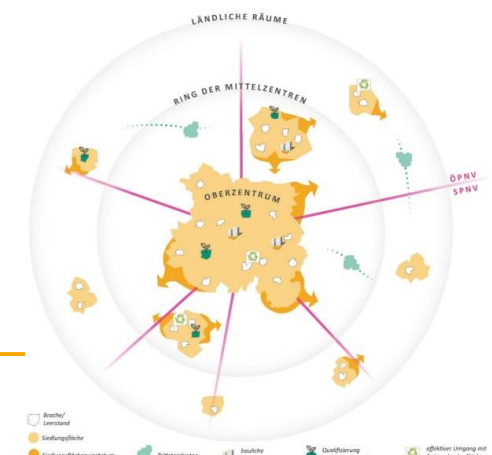 LÄNDLICHE RÄUME
RING DER MITTELZENTREN
OBERZENTRUM
ÖPNV
SPNV
Brache/
Leerstand
Siedlungsfläche
bauliche
Qualifizierung
effektiver Umgang mit